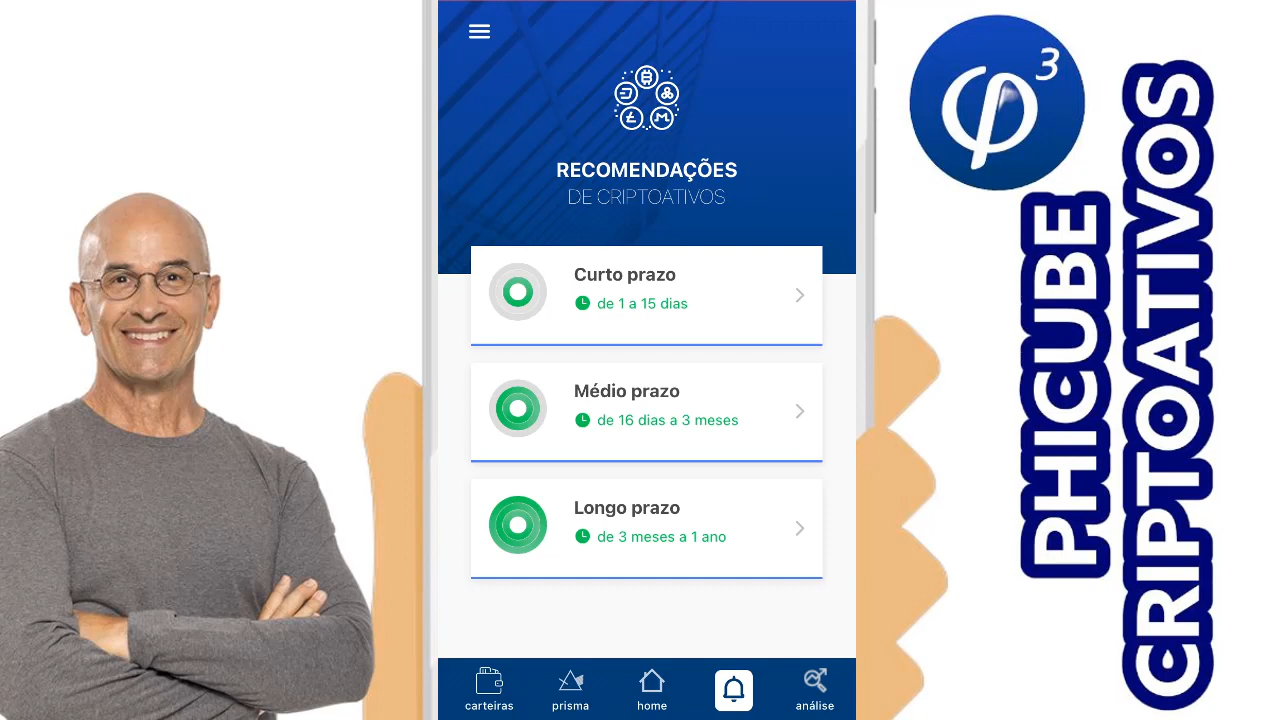 RECOMENDAÇÕES
DE CRIPTOATIVOS
Curto prazo
de 1 a 15 dias
Médio prazo
de 16 dias a 3 meses
Longo prazo
de 3 meses a 1 ano
carteiras
prisma
home
análise
φ3
PHICUBE
CRIPTOATIVOS